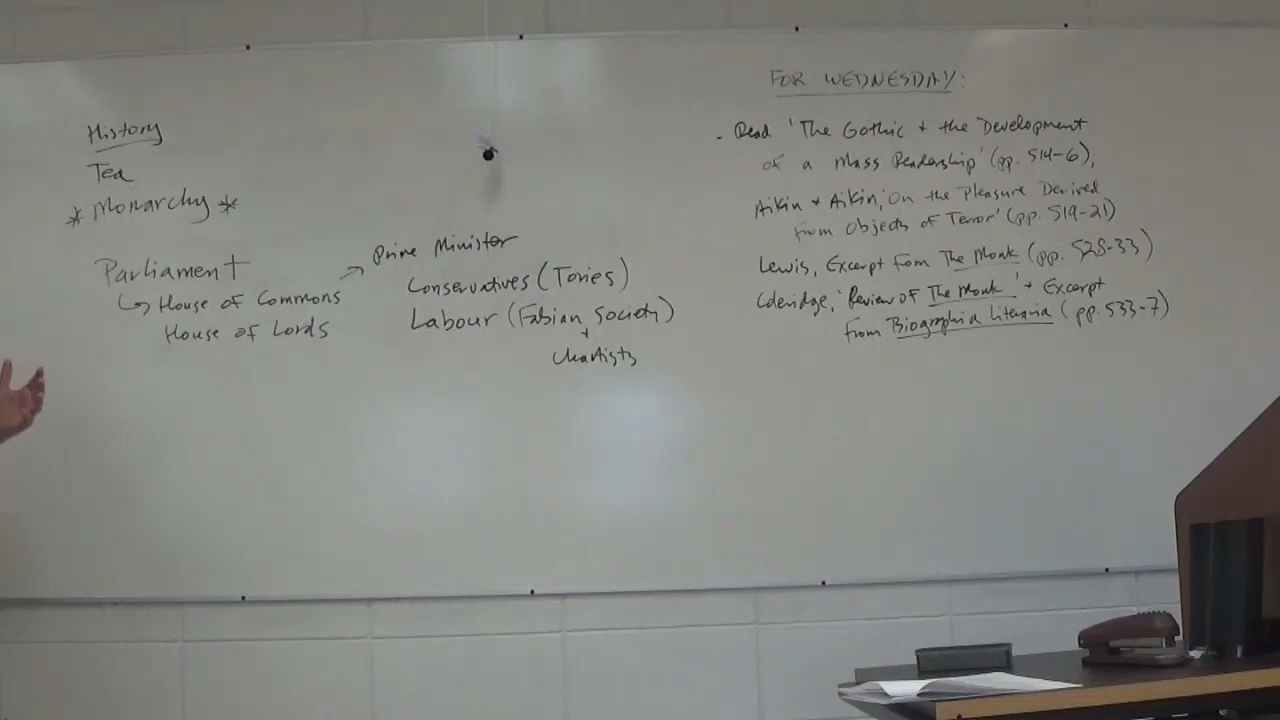 History
Tea
* Monarchy *
Parliament
↳ House of Commons
House of Lords
→ Prime Minister
Conservatives (Tories)
Labour (Fabian Society)
+
Chartists
FOR WEDNESDAY:
- Read 'The Gothic + the Development
of a Mass Readership' (pp. 514-6),
Aikin + Aikin, 'On the Pleasure Derived
from Objects of Terror' (pp. 519-21)
Lewis, Excerpt from The Monk (pp. 528-33)
Coleridge, 'Review of The Monk' + Excerpt
from Biographia Literaria (pp. 533-7)